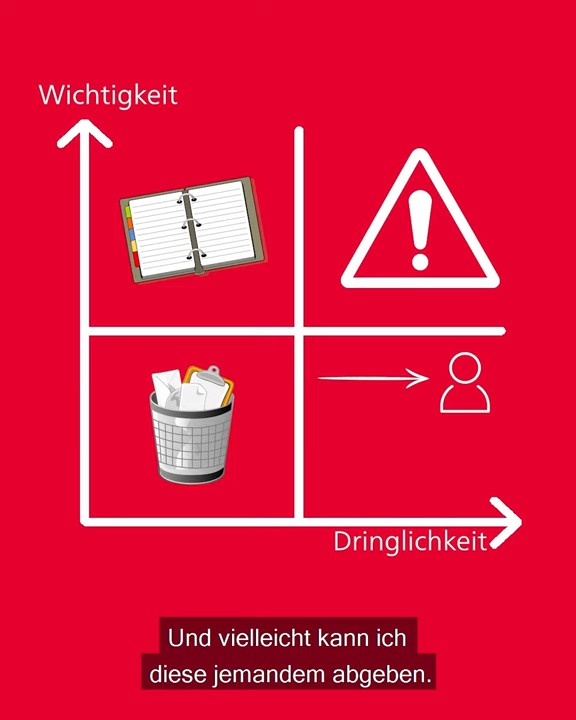 Wichtigkeit
Dringlichkeit
Und vielleicht kann ich
diese jemandem abgeben.